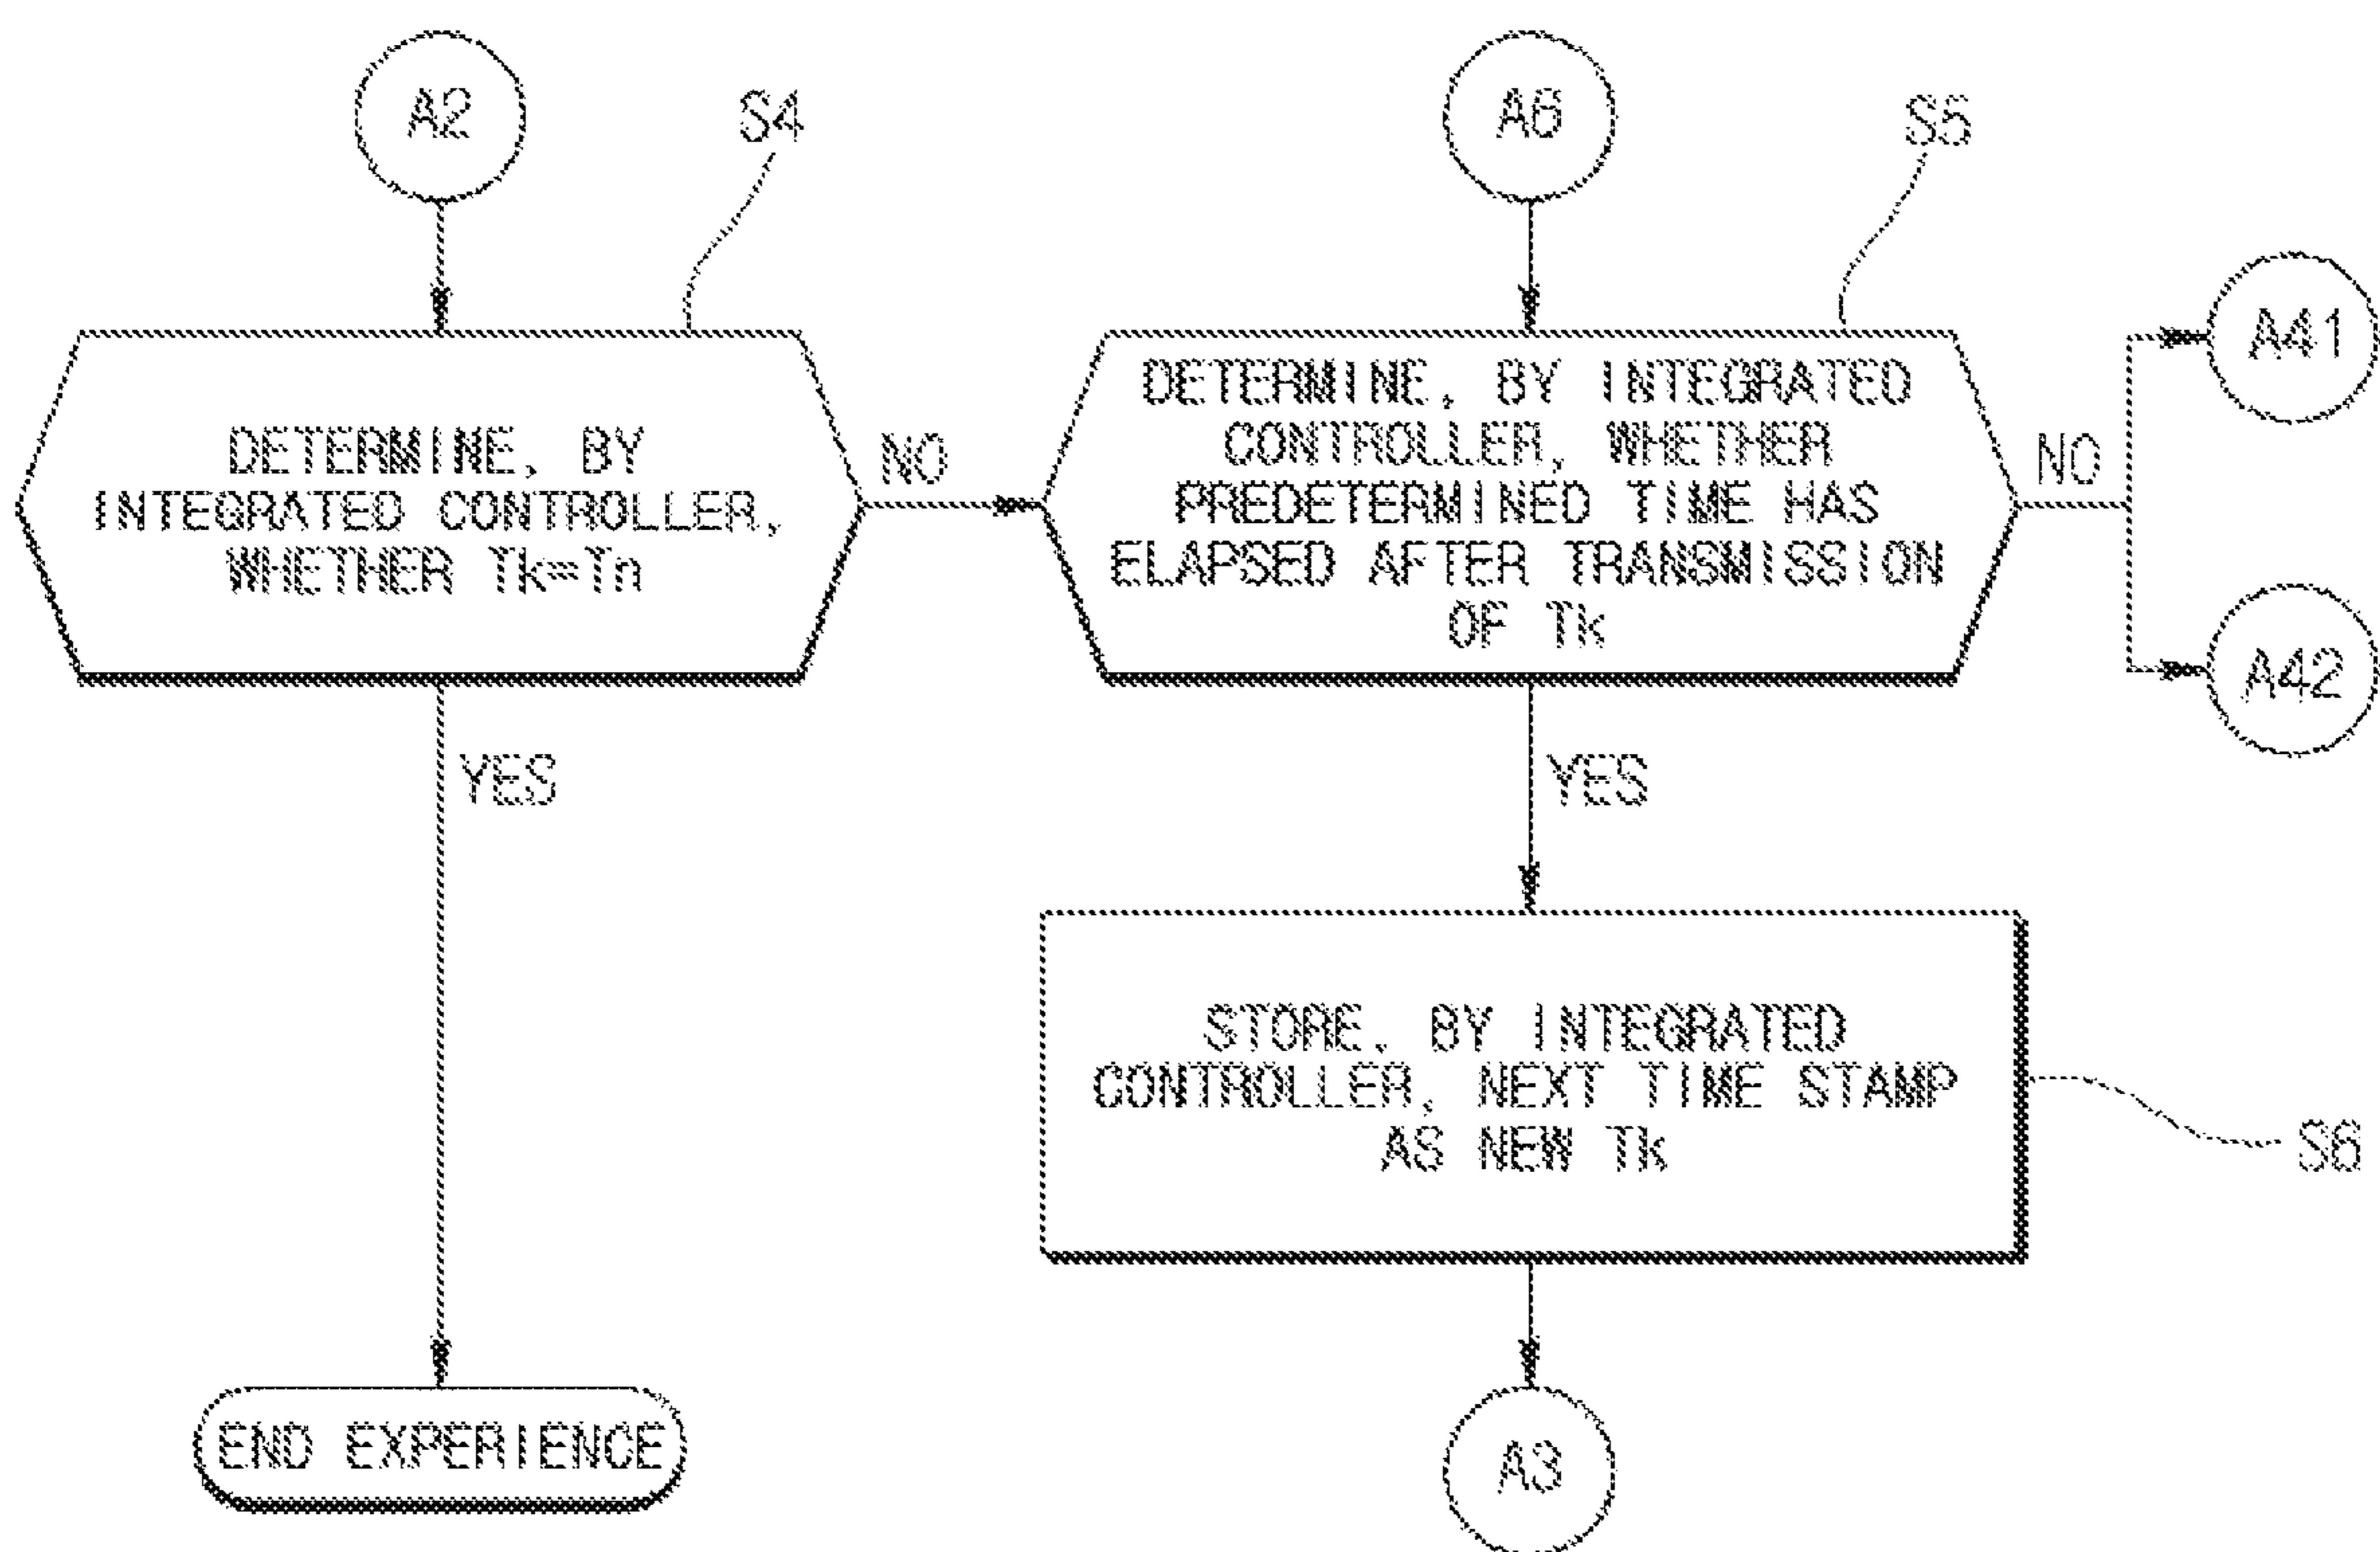 A2
S4
A6
S5
DETERMINE, BY
INTEGRATED CONTROLLER,
WHETHER Tk=Tn
NO
DETERMINE, BY INTEGRATED
CONTROLLER, WHETHER
PREDETERMINED TIME HAS
ELAPSED AFTER TRANSMISSION
OF Tk
NO
A41
A42
YES
YES
STORE, BY INTEGRATED
CONTROLLER, NEXT TIME STAMP
AS NEW Tk
S6
END EXPERIENCE
A3